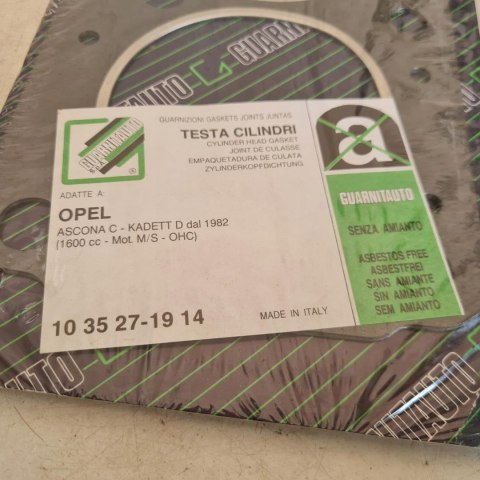 GUARNITAUTO
GUARNIZIONI GASKETS JOINTS JUNTAS
TESTA CILINDRI
CYLINDER HEAD GASKET
JOINT DE CULASSE
EMPAQUETADURA DE CULATA
ZYLINDERKOPFDICHTUNG
®
ADATTE A:
OPEL
ASCONA C - KADETT D dal 1982
(1600 cc - Mot. M/S - OHC)
10 35 27-19 14
MADE IN ITALY
a
GUARNITAUTO
SENZA AMIANTO
ASBESTOS FREE
ASBESTFREI
SANS AMIANTE
SIN AMIANTO
SEM AMIANTO